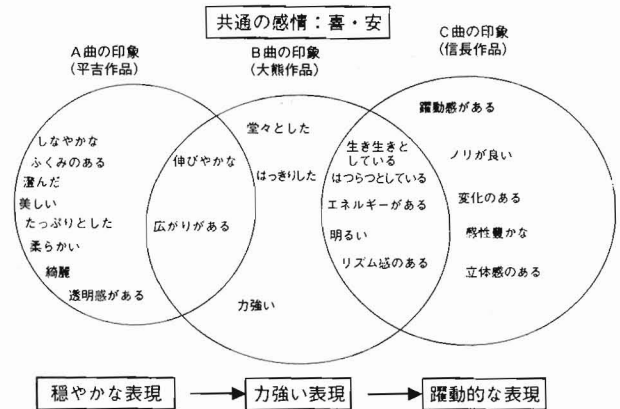 共通の感情：喜・安
A曲の印象
(平吉作品)
B曲の印象
(大熊作品)
C曲の印象
(信長作品)
しなやかな
ふくみのある
澄んだ
美しい
たっぷりとした
柔らかい
綺麗
透明感がある
伸びやかな
広がりがある
堂々とした
はっきりした
力強い
生き生きと
している
はつらつとしている
エネルギーがある
明るい
リズム感のある
躍動感がある
ノリが良い
変化のある
感性豊かな
立体感のある
穏やかな表現
力強い表現
躍動的な表現